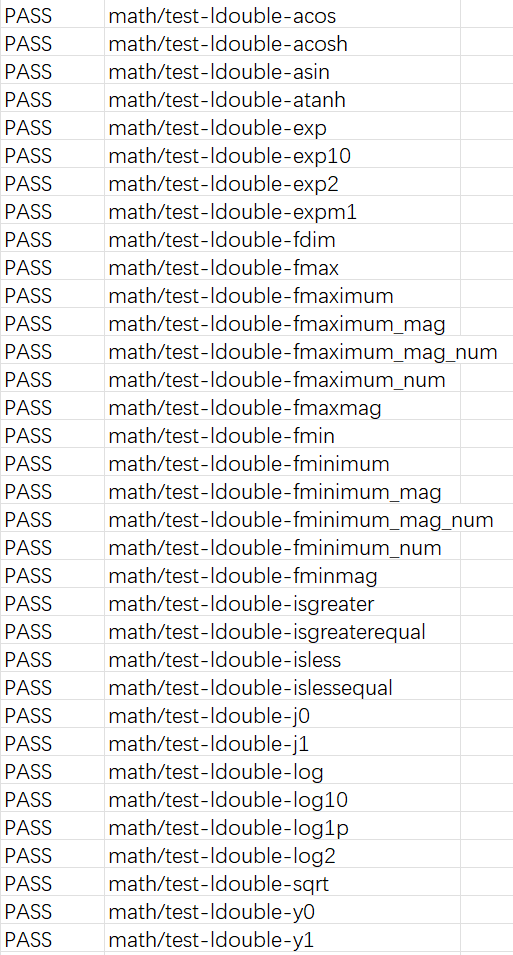 PASS math/test-ldouble-acos
PASS math/test-ldouble-acosh
PASS math/test-ldouble-asin
PASS math/test-ldouble-atanh
PASS math/test-ldouble-exp
PASS math/test-ldouble-exp10
PASS math/test-ldouble-exp2
PASS math/test-ldouble-expm1
PASS math/test-ldouble-fdim
PASS math/test-ldouble-fmax
PASS math/test-ldouble-fmaximum
PASS math/test-ldouble-fmaximum_mag
PASS math/test-ldouble-fmaximum_mag_num
PASS math/test-ldouble-fmaximum_num
PASS math/test-ldouble-fmaxmag
PASS math/test-ldouble-fmin
PASS math/test-ldouble-fminimum
PASS math/test-ldouble-fminimum_mag
PASS math/test-ldouble-fminimum_mag_num
PASS math/test-ldouble-fminimum_num
PASS math/test-ldouble-fminmag
PASS math/test-ldouble-isgreater
PASS math/test-ldouble-isgreaterequal
PASS math/test-ldouble-isless
PASS math/test-ldouble-islessequal
PASS math/test-ldouble-j0
PASS math/test-ldouble-j1
PASS math/test-ldouble-log
PASS math/test-ldouble-log10
PASS math/test-ldouble-log1p
PASS math/test-ldouble-log2
PASS math/test-ldouble-sqrt
PASS math/test-ldouble-y0
PASS math/test-ldouble-y1